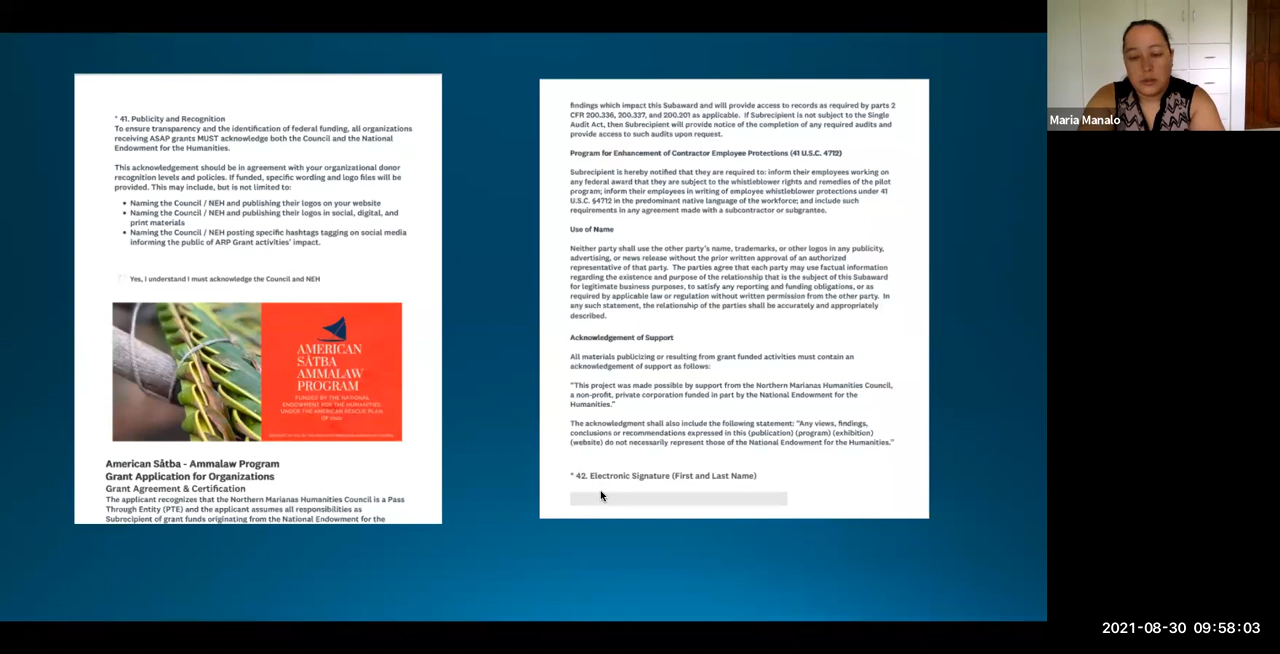 * 41. Publicity and Recognition
To ensure transparency and the identification of federal funding, all organizations
receiving ASAP grants MUST acknowledge both the Council and the National
Endowment for the Humanities.
This acknowledgement should be in agreement with your organizational donor
recognition levels and policies. If funded, specific wording and logo files will be
provided. This may include, but is not limited to:
• Naming the Council / NEH and publishing their logos on your website
• Naming the Council / NEH and publishing their logos in social, digital, and
print materials
• Naming the Council / NEH posting specific hashtags tagging on social media
informing the public of ARP Grant activities' impact.
Yes, I understand I must acknowledge the Council and NEH
AMERICAN
SÅTBA
AMMALAW
PROGRAM
FUNDED BY THE NATIONAL
ENDOWMENT FOR THE HUMANITIES
UNDER THE AMERICAN RESCUE PLAN
OF 2021
American Såtba - Ammalaw Program
Grant Application for Organizations
Grant Agreement & Certification
The applicant recognizes that the Northern Marianas Humanities Council is a Pass
Through Entity (PTE) and the applicant assumes all responsibilities as
Subrecipient of grant funds originating from the National Endowment for the
findings which impact this Subaward and will provide access to records as required by parts 2
CFR 200.336, 200.337, and 200.201 as applicable. If Subrecipient is not subject to the Single
Audit Act, then Subrecipient will provide notice of the completion of any required audits and
provide access to such audits upon request.
Program for Enhancement of Contractor Employee Protections (41 U.S.C. 4712)
Subrecipient is hereby notified that they are required to: inform their employees working on
any federal award that they are subject to the whistleblower rights and remedies of the pilot
program; inform their employees in writing of employee whistleblower protections under 41
U.S.C. §4712 in the predominant native language of the workforce; and include such
requirements in any agreement made with a subcontractor or subgrantee.
Use of Name
Neither party shall use the other party's name, trademarks, or other logos in any publicity,
advertising, or news release without the prior written approval of an authorized
representative of that party. The parties agree that each party may use factual information
regarding the existence and purpose of the relationship that is the subject of this Subaward
for legitimate business purposes, to satisfy any reporting and funding obligations, or as
required by applicable law or regulation without written permission from the other party. In
any such statement, the relationship of the parties shall be accurately and appropriately
described.
Acknowledgement of Support
All materials publicizing or resulting from grant funded activities must contain an
acknowledgement of support as follows:
"This project was made possible by support from the Northern Marianas Humanities Council,
a non-profit, private corporation funded in part by the National Endowment for the
Humanities."
The acknowledgment shall also include the following statement: "Any views, findings,
conclusions or recommendations expressed in this (publication) (program) (exhibition)
(website) do not necessarily represent those of the National Endowment for the Humanities."
* 42. Electronic Signature (First and Last Name)
Maria Manalo
2021-08-30 09:58:03